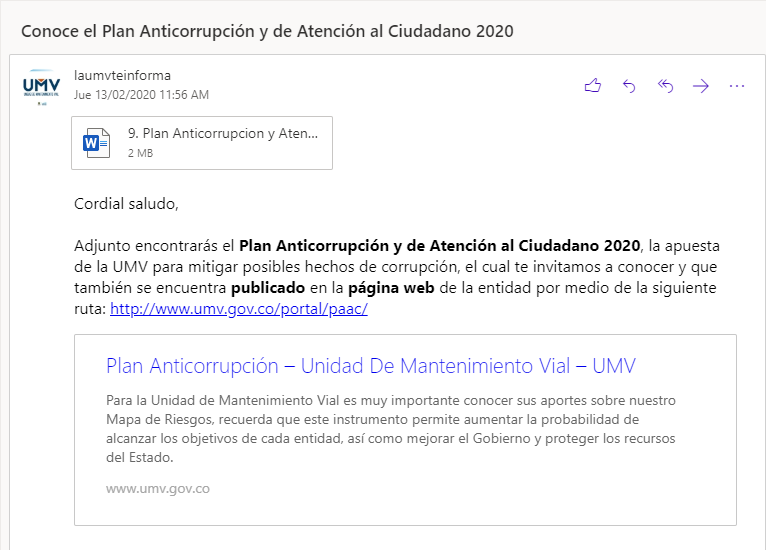 Conoce el Plan Anticorrupción y de Atención al Ciudadano 2020
UMV
laumvteinforma
Jue 13/02/2020 11:56 AM
9. Plan Anticorrupcion y Aten...
W
2 MB
Cordial saludo,
Adjunto encontrarás el Plan Anticorrupción y de Atención al Ciudadano 2020, la apuesta
de la UMV para mitigar posibles hechos de corrupción, el cual te invitamos a conocer y que
también se encuentra publicado en la página web de la entidad por medio de la siguiente
ruta: http://www.umv.gov.co/portal/paac/
Plan Anticorrupción – Unidad De Mantenimiento Vial – UMV
Para la Unidad de Mantenimiento Vial es muy importante conocer sus aportes sobre nuestro
Mapa de Riesgos, recuerda que este instrumento permite aumentar la probabilidad de
alcanzar los objetivos de cada entidad, así como mejorar el Gobierno y proteger los recursos
del Estado.
www.umv.gov.co